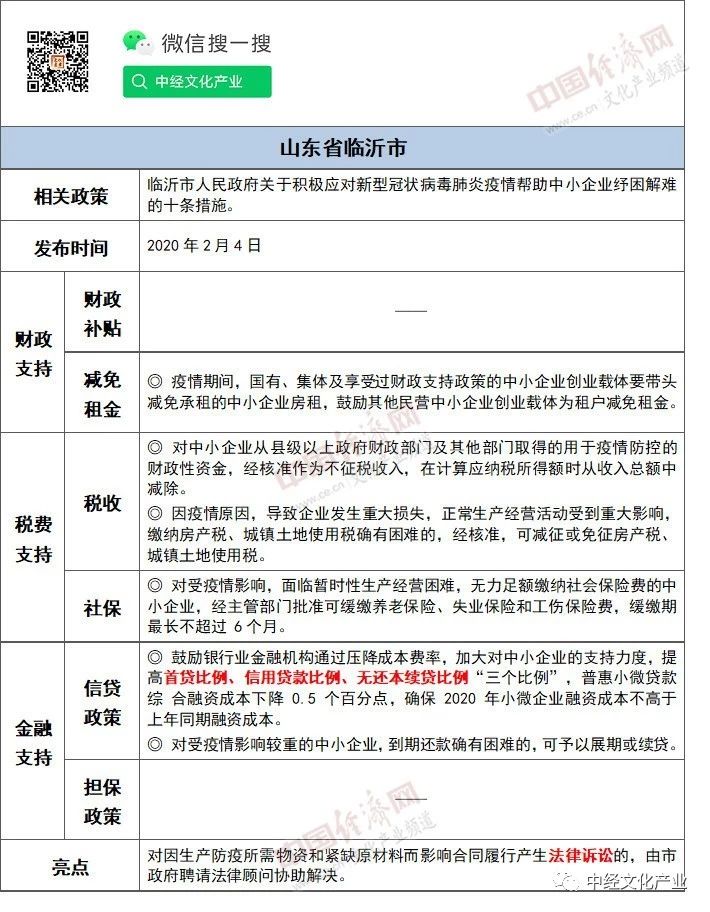 微信搜一搜
中经文化产业
中国经济网
www.ce.cn 文化产业频道
山东省临沂市
相关政策
临沂市人民政府关于积极应对新型冠状病毒肺炎疫情帮助中小企业纾困解难
的十条措施。
发布时间
2020 年 2 月 4 日
财政
支持
财政
补贴
——
减免
租金
◎ 疫情期间，国有、集体及享受过财政支持政策的中小企业创业载体要带头
减免承租的中小企业房租，鼓励其他民营中小企业创业载体为租户减免租金。
税费
支持
税收
◎ 对中小企业从县级以上政府财政部门及其他部门取得的用于疫情防控的
财政性资金，经核准作为不征税收入，在计算应纳税所得额时从收入总额中
减除。
◎ 因疫情原因，导致企业发生重大损失，正常生产经营活动受到重大影响，
缴纳房产税、城镇土地使用税确有困难的，经核准，可减征或免征房产税、
城镇土地使用税。
中国经济网
www.ce.cn 文化产业频道
社保
◎ 对受疫情影响，面临暂时性生产经营困难，无力足额缴纳社会保险费的中
小企业，经主管部门批准可缓缴养老保险、失业保险和工伤保险费，缓缴期
最长不超过 6 个月。
金融
支持
信贷
政策
◎ 鼓励银行业金融机构通过压降成本费率，加大对中小企业的支持力度，提
高首贷比例、信用贷款比例、无还本续贷比例“三个比例”，普惠小微贷款
综 合融资成本下降 0.5 个百分点，确保 2020 年小微企业融资成本不高于
上年同期融资成本。
◎ 对受疫情影响较重的中小企业,到期还款确有困难的，可予以展期或续贷。
担保
政策
——
中国经济网
www.ce.cn 文化产业频道
亮点
对因生产防疫所需物资和紧缺原材料而影响合同履行产生法律诉讼的，由市
政府聘请法律顾问协助解决。
中经文化产业